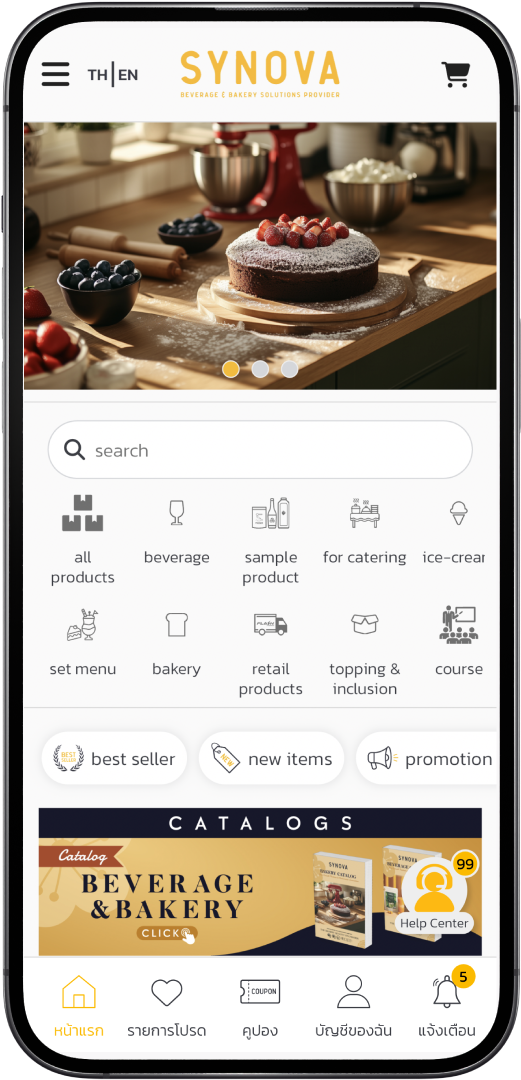 TH|EN
SYNOVA
BEVERAGE & BAKERY SOLUTIONS PROVIDER
search
all
products
beverage
sample
product
for catering
ice-crear
set menu
bakery
retail
products
topping &
inclusion
course
BEST
SELLER
best seller
NEW
new items
promotion
CATALOGS
Catalog
BEVERAGE
&BAKERY
CLICK
SYNOVA
BAKERY CATALOG
SYNOVA
99
Help Center
COUPON
5
หน้าแรก
รายการโปรด
คูปอง
บัญชีของฉัน
แจ้งเตือน